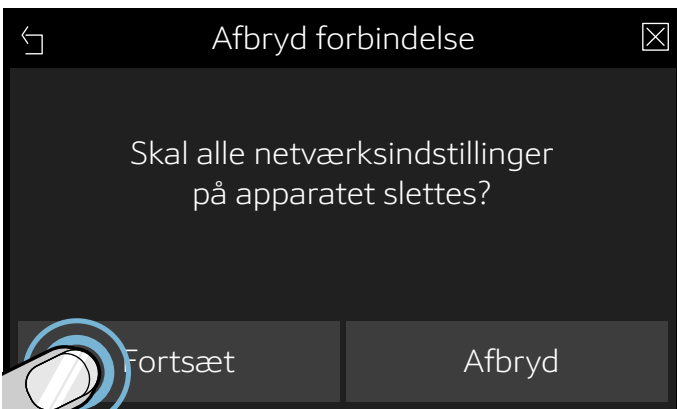 Afbryd forbindelse
Skal alle netværksindstillinger
på apparatet slettes?
Fortsæt
Afbryd